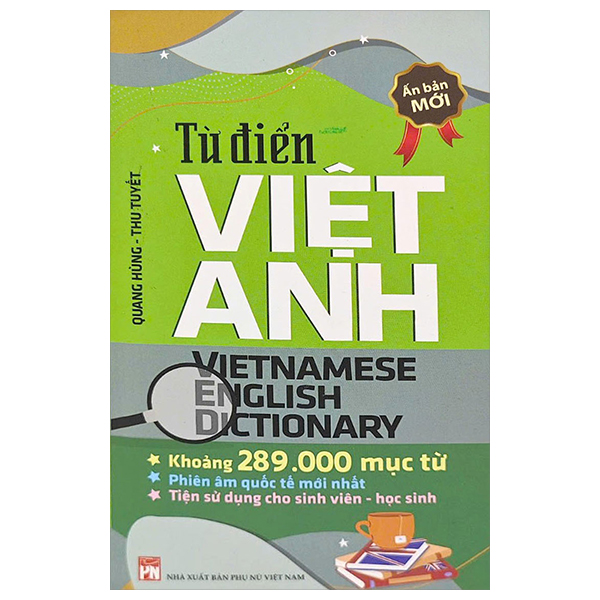 Ấn bản
MỚI
Từ điển
VIỆT
ANH
QUANG HÙNG - THU TUYẾT
VIETNAMESE
ENGLISH
DICTIONARY
Khoảng 289.000 mục từ
Phiên âm quốc tế mới nhất
Tiện sử dụng cho sinh viên - học sinh
PN
NHÀ XUẤT BẢN PHỤ NỮ VIỆT NAM